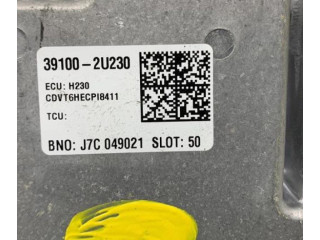 39100-2U230
ECU: H230
CDVT6HECPI8411
TCU:
BNO: J7C 049021 SLOT: 50